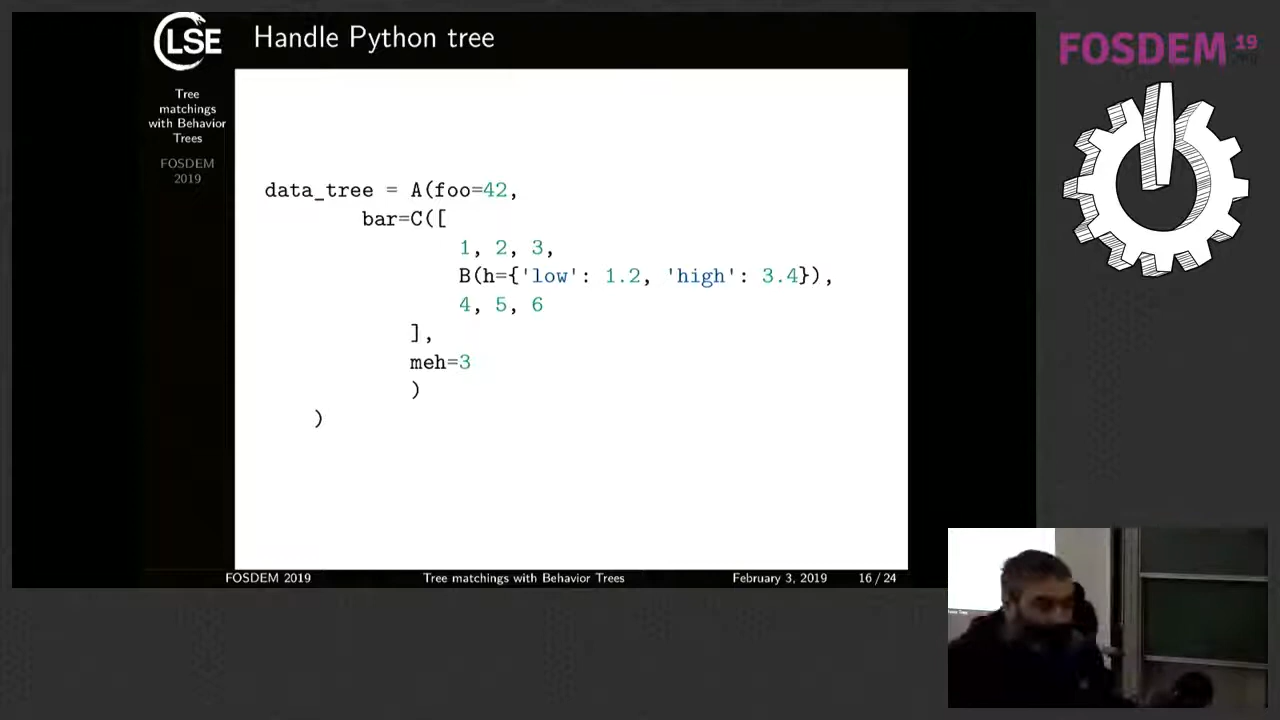 LSE
Handle Python tree
FOSDEM 19
Tree
matchings
with Behavior
Trees
FOSDEM
2019
data_tree = A(foo=42,
bar=C([
1, 2, 3,
B(h={'low': 1.2, 'high': 3.4}),
4, 5, 6
],
meh=3
)
)
FOSDEM 2019 Tree matchings with Behavior Trees February 3, 2019 16 / 24